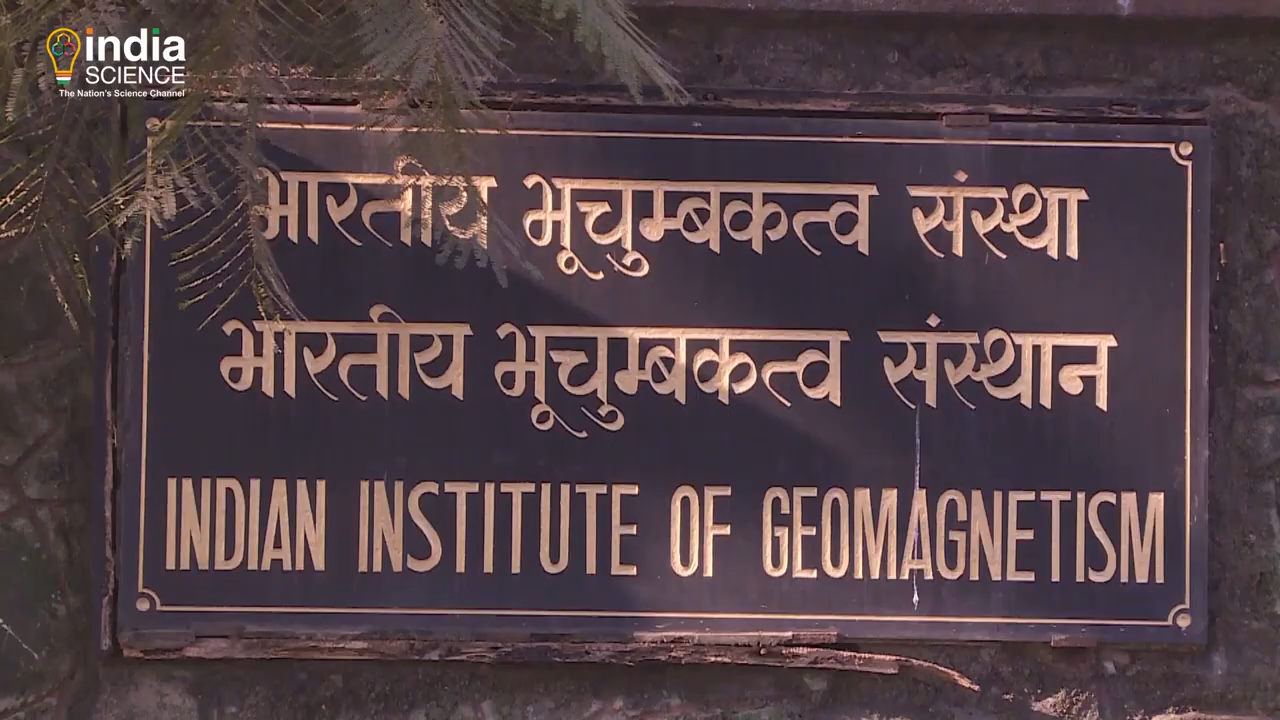 india
SCIENCE
The Nation's Science Channel
भारतीय भूचुम्बकत्व संस्था
भारतीय भूचुम्बकत्व संस्थान
INDIAN INSTITUTE OF GEOMAGNETISM